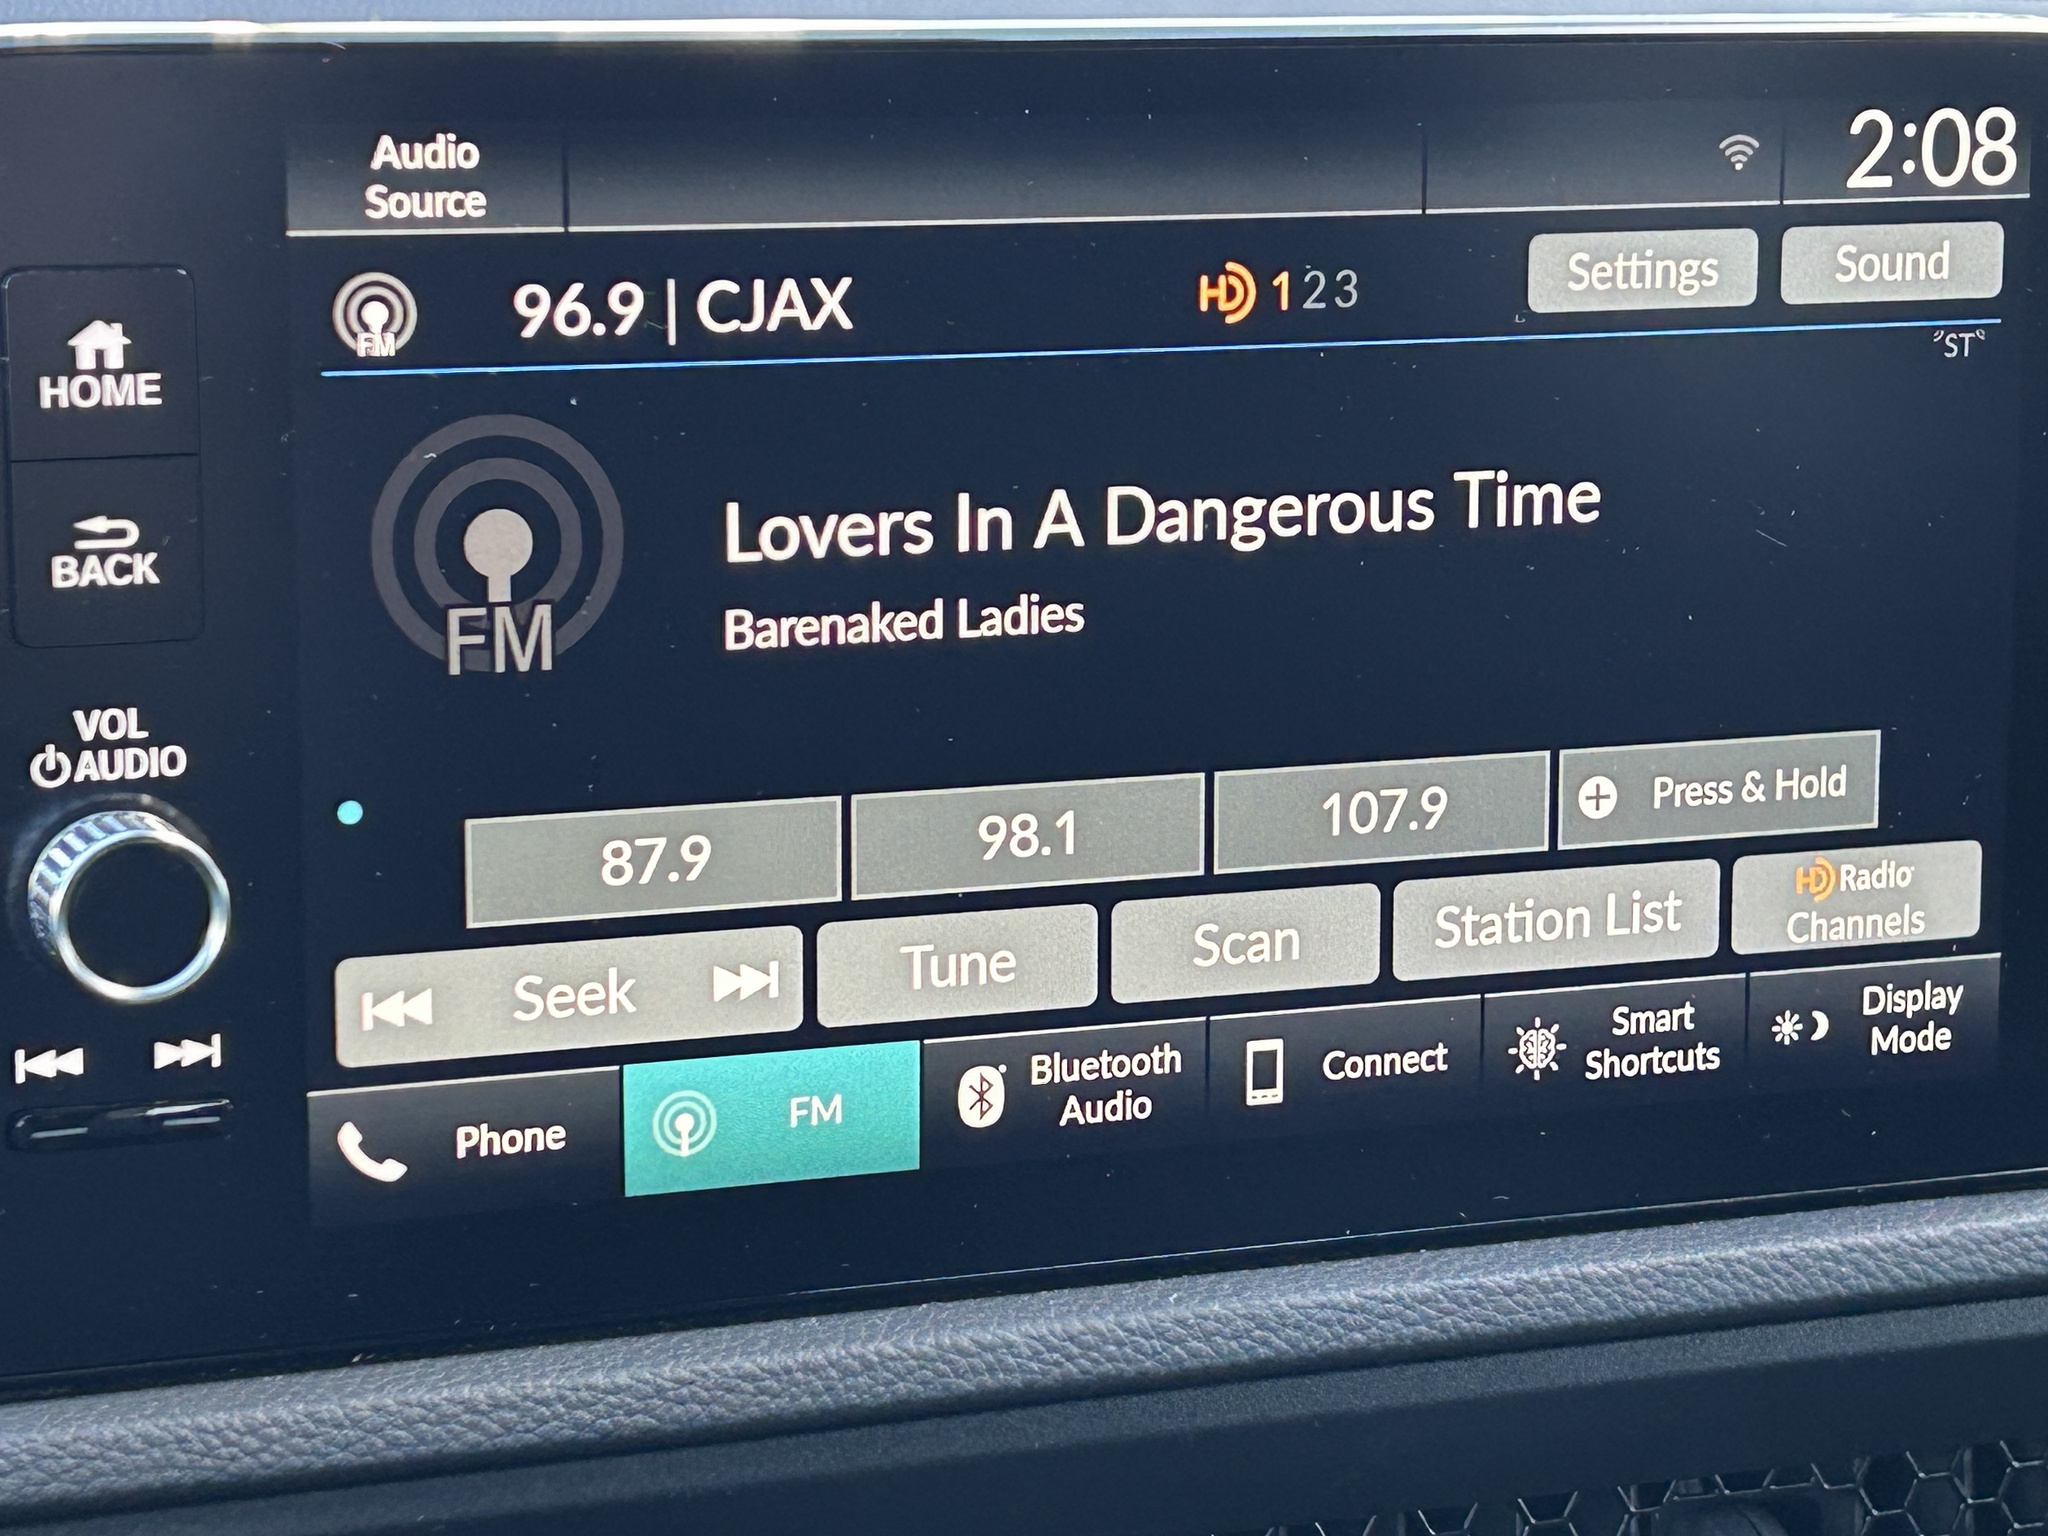 Audio
Source
2:08
96.9 | CJAX
HD 1 2 3
Settings
Sound
FM
ST
HOME
BACK
FM
Lovers In A Dangerous Time
Barenaked Ladies
VOL
AUDIO
87.9
98.1
107.9
Press & Hold
Seek
Tune
Scan
Station List
HD Radio
Channels
Phone
FM
Bluetooth
Audio
Connect
Smart
Shortcuts
Display
Mode